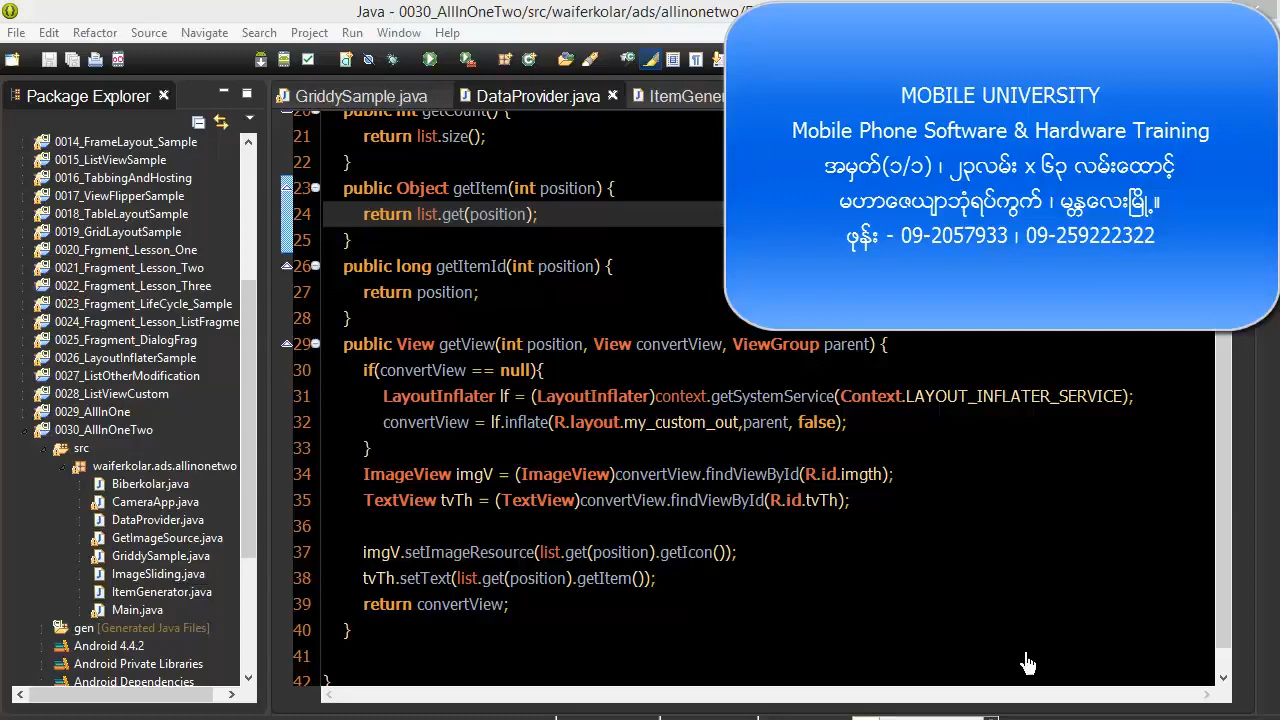 Java - 0030_AllInOneTwo/src/waiferkolar/ads/allinonetwo/
File Edit Refactor Source Navigate Search Project Run Window Help
MOBILE UNIVERSITY
Mobile Phone Software & Hardware Training
အမှတ်(၁/၁) ၊ ၂၃လမ်း x ၆၃ လမ်းထောင့်
မဟာဇေယျာဘုံရပ်ကွက် ၊ မန္တလေးမြို့။
ဖုန်း - 09-2057933 ၊ 09-259222322
Package Explorer
GriddySample.java DataProvider.java ItemGener
0014_FrameLayout_Sample
0015_ListViewSample
0016_TabbingAndHosting
0017_ViewFlipperSample
0018_TableLayoutSample
0019_GridLayoutSample
0020_Frgment_Lesson_One
0021_Fragment_Lesson_Two
0022_Fragment_Lesson_Three
0023_Fragment_LifeCycle_Sample
0024_Fragment_Lesson_ListFragme
0025_Fragment_DialogFrag
0026_LayoutInflaterSample
0027_ListOtherModification
0028_ListViewCustom
0029_AllInOne
0030_AllInOneTwo
src
waiferkolar.ads.allinonetwo
Biberkolar.java
CameraApp.java
DataProvider.java
GetImageSource.java
GriddySample.java
ImageSliding.java
ItemGenerator.java
Main.java
gen [Generated Java Files]
Android 4.4.2
Android Private Libraries
Android Dependencies
20 public int getCount() {
21 return list.size();
22 }
23 public Object getItem(int position) {
24 return list.get(position);
25 }
26 public long getItemId(int position) {
27 return position;
28 }
29 public View getView(int position, View convertView, ViewGroup parent) {
30 if(convertView == null){
31 LayoutInflater lf = (LayoutInflater)context.getSystemService(Context.LAYOUT_INFLATER_SERVICE);
32 convertView = lf.inflate(R.layout.my_custom_out,parent, false);
33 }
34 ImageView imgV = (ImageView)convertView.findViewById(R.id.imgth);
35 TextView tvTh = (TextView)convertView.findViewById(R.id.tvTh);
36
37 imgV.setImageResource(list.get(position).getIcon());
38 tvTh.setText(list.get(position).getItem());
39 return convertView;
40 }
41
42 }